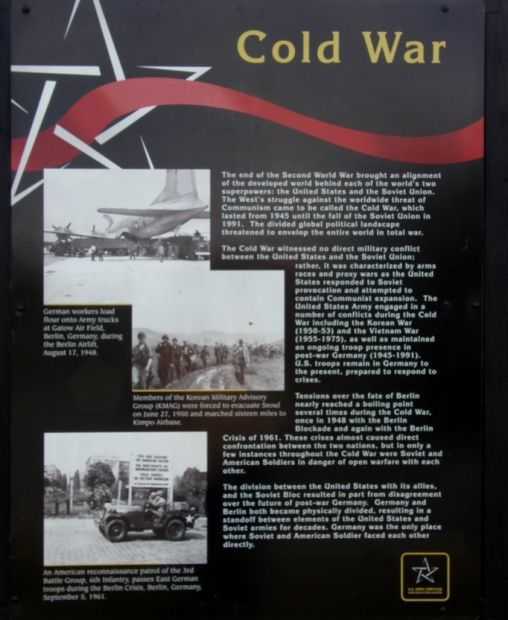 Cold War
The end of the Second World War brought an alignment
of the developed world behind each of the world's two
superpowers: the United States and the Soviet Union.
The West's struggle against the worldwide threat of
Communism came to be called the Cold War, which
lasted from 1945 until the fall of the Soviet Union in
1991. The divided global political landscape
threatened to envelop the entire world in total war.
The Cold War witnessed no direct military conflict
between the United States and the Soviet Union;
rather, it was characterized by arms
races and proxy wars as the United
States responded to Soviet
provocation and attempted to
contain Communist expansion. The
United States Army engaged in a
number of conflicts during the Cold
War including the Korean War
(1950-53) and the Vietnam War
(1955-1975), as well as maintained
an ongoing troop presence in
post-war Germany (1945-1991).
U.S. troops remain in Germany to
the present, prepared to respond to
crises.
Tensions over the fate of Berlin
nearly reached a boiling point
several times during the Cold War,
once in 1948 with the Berlin
Blockade and again with the Berlin
Crisis of 1961. These crises almost caused direct
confrontation between the two nations, but in only a
few instances throughout the Cold War were Soviet and
American Soldiers in danger of open warfare with each
other.
The division between the United States with its allies,
and the Soviet Bloc resulted in part from disagreement
over the future of post-war Germany. Germany and
Berlin both became physically divided, resulting in a
standoff between elements of the United States and
Soviet armies for decades. Germany was the only place
where Soviet and American Soldier faced each other
directly.
German workers load
flour onto Army trucks
at Gatow Air Field,
Berlin, Germany, during
the Berlin Airlift,
August 17, 1948.
Members of the Korean Military Advisory
Group (KMAG) were forced to evacuate Seoul
on June 27, 1950 and marched sixteen miles to
Kimpo Airbase.
An American reconnaissance patrol of the 3rd
Battle Group, 6th Infantry, passes East German
troops during the Berlin Crisis, Berlin, Germany,
September 3, 1961.